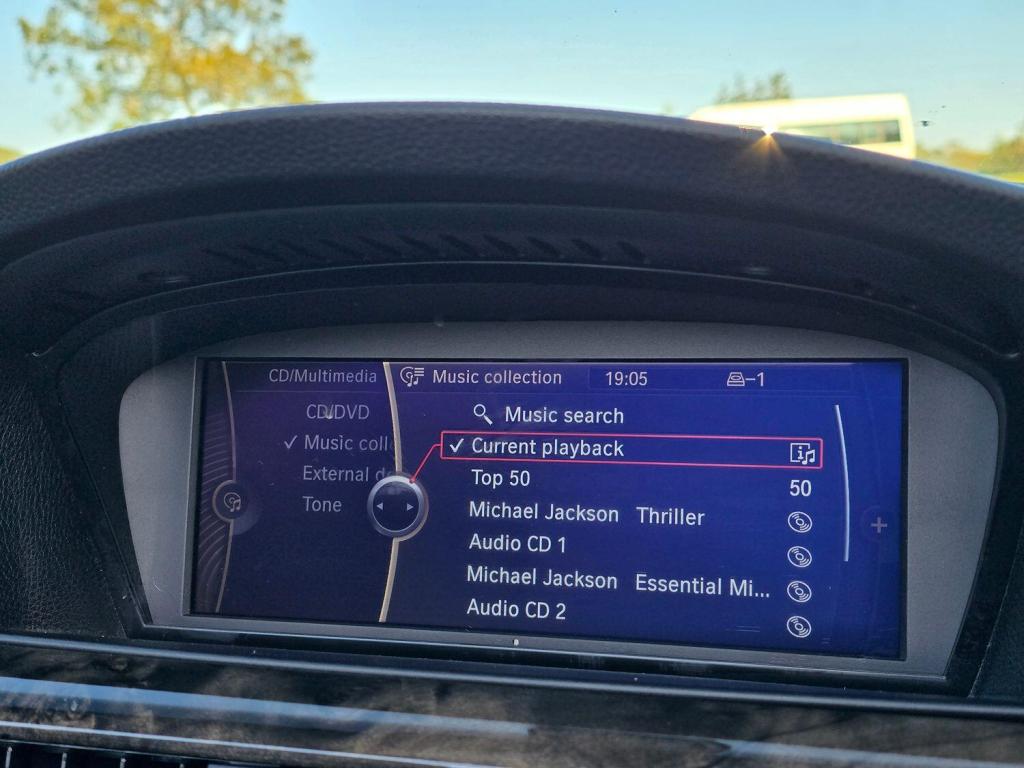 CD/Multimedia Music collection 19:05 -1
CD/DVD
Music coll
External d
Tone
Music search
Current playback
Top 50 50
Michael Jackson Thriller
Audio CD 1
Michael Jackson Essential Mi...
Audio CD 2